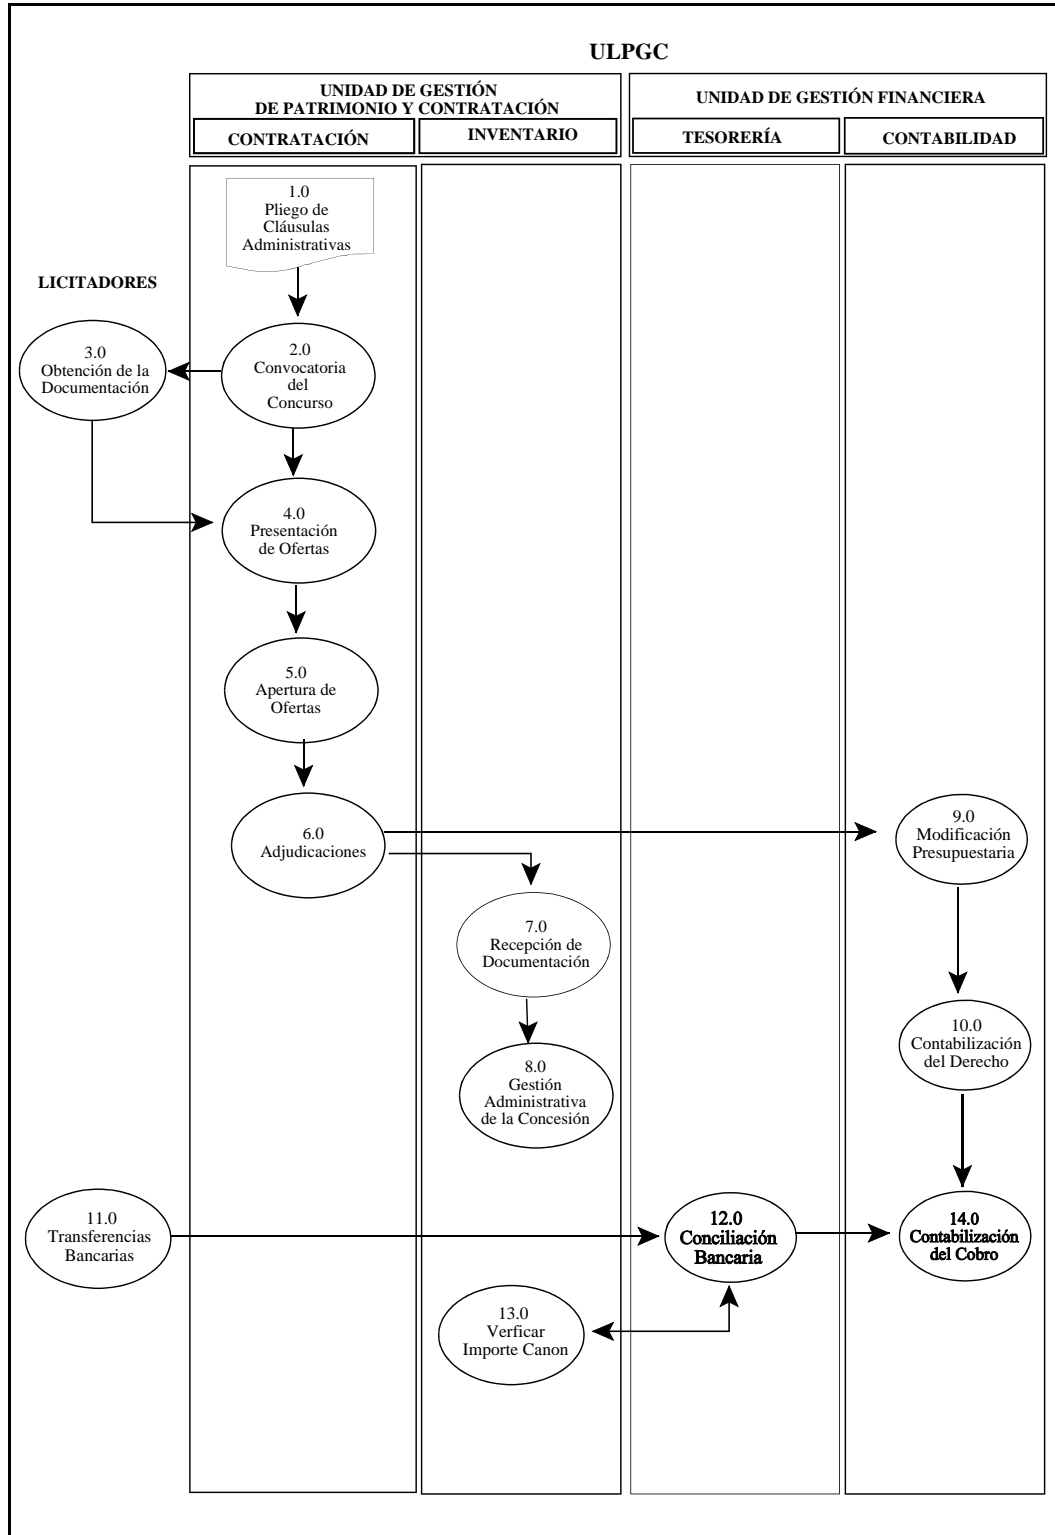 ULPGC
UNIDAD DE GESTIÓN
DE PATRIMONIO Y CONTRATACIÓN
UNIDAD DE GESTIÓN FINANCIERA
CONTRATACIÓN
INVENTARIO
TESORERÍA
CONTABILIDAD
1.0
Pliego de
Cláusulas
Administrativas
LICITADORES
3.0
Obtención de la
Documentación
2.0
Convocatoria
del
Concurso
4.0
Presentación
de Ofertas
5.0
Apertura de
Ofertas
6.0
Adjudicaciones
9.0
Modificación
Presupuestaria
7.0
Recepción de
Documentación
10.0
Contabilización
del Derecho
8.0
Gestión
Administrativa
de la Concesión
11.0
Transferencias
Bancarias
12.0
Conciliación
Bancaria
14.0
Contabilización
del Cobro
13.0
Verficar
Importe Canon